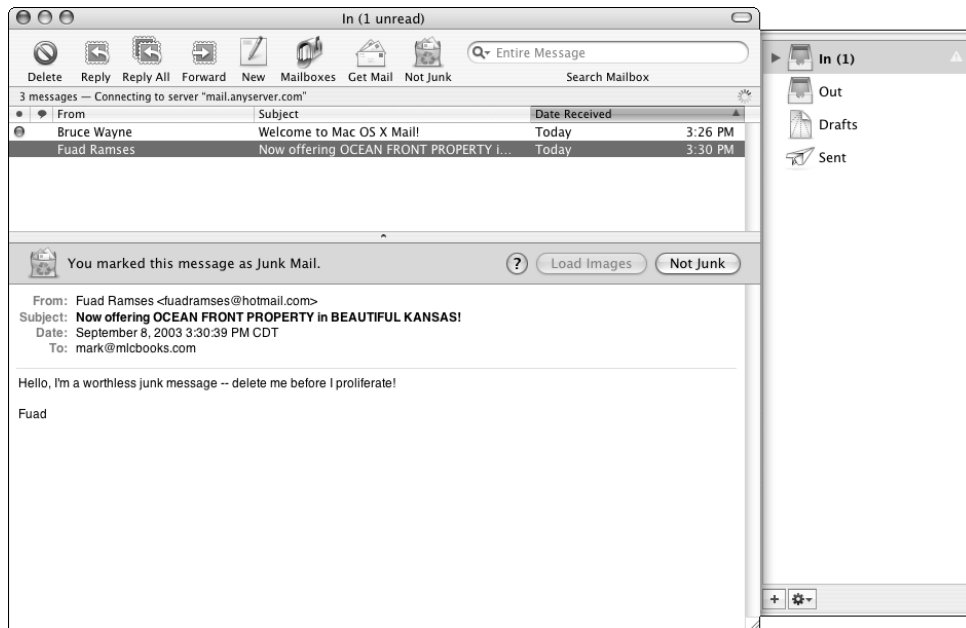 In (1 unread)
Delete Reply Reply All Forward New Mailboxes Get Mail Not Junk
Entire Message
Search Mailbox
3 messages — Connecting to server "mail.anyserver.com"
From Subject Date Received
Bruce Wayne Welcome to Mac OS X Mail! Today 3:26 PM
Fuad Ramses Now offering OCEAN FRONT PROPERTY i... Today 3:30 PM
You marked this message as Junk Mail. ? Load Images Not Junk
From: Fuad Ramses <fuadramses@hotmail.com>
Subject: Now offering OCEAN FRONT PROPERTY in BEAUTIFUL KANSAS!
Date: September 8, 2003 3:30:39 PM CDT
To: mark@mlcbooks.com
Hello, I'm a worthless junk message -- delete me before I proliferate!
Fuad
In (1)
Out
Drafts
Sent